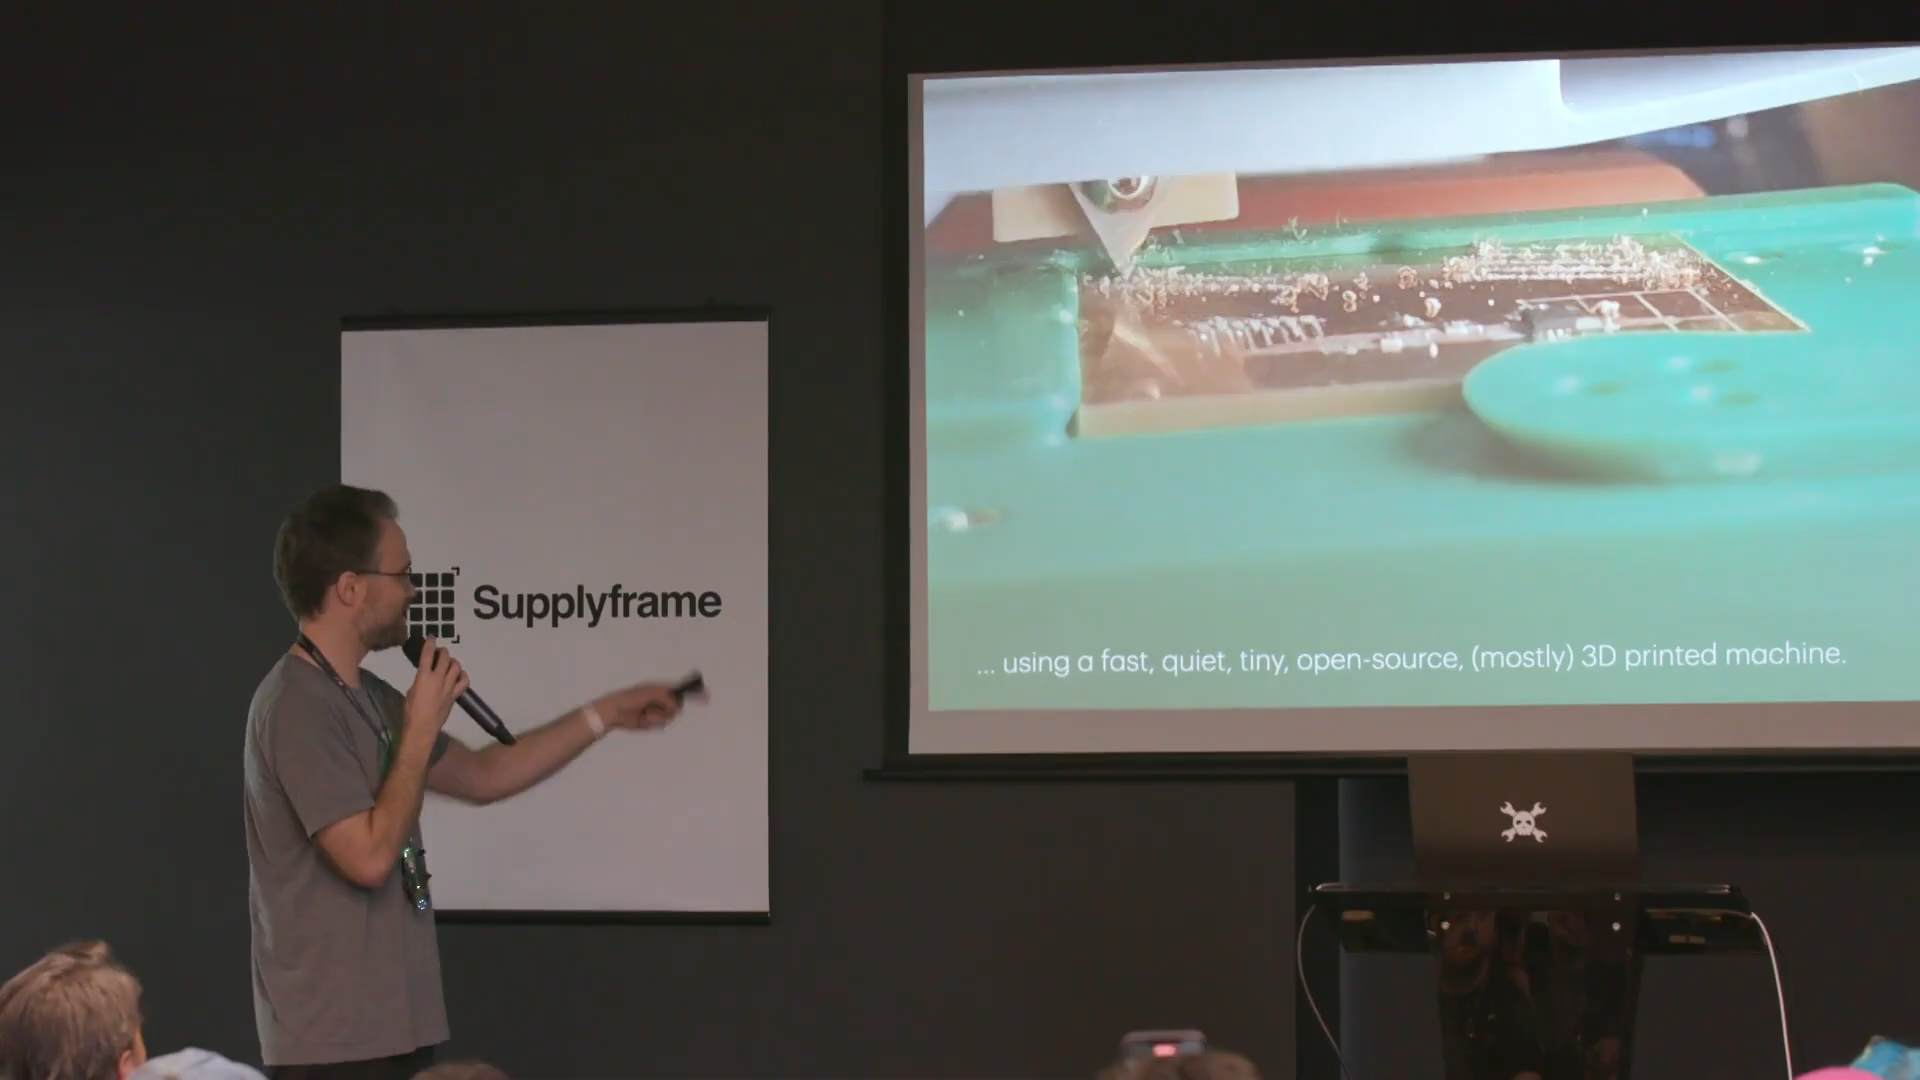 Supplyframe
... using a fast, quiet, tiny, open-source, (mostly) 3D printed machine.